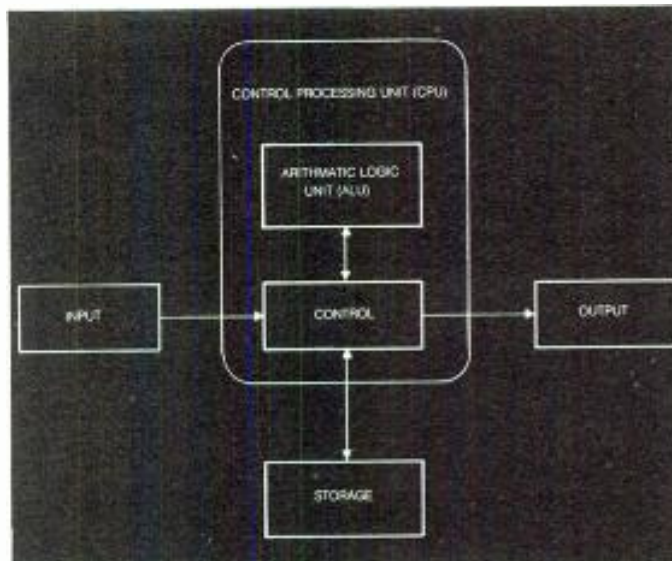 CONTROL PROCESSING UNIT (CPU)
ARITHMATIC LOGIC
UNIT (ALU)
INPUT
CONTROL
OUTPUT
STORAGE